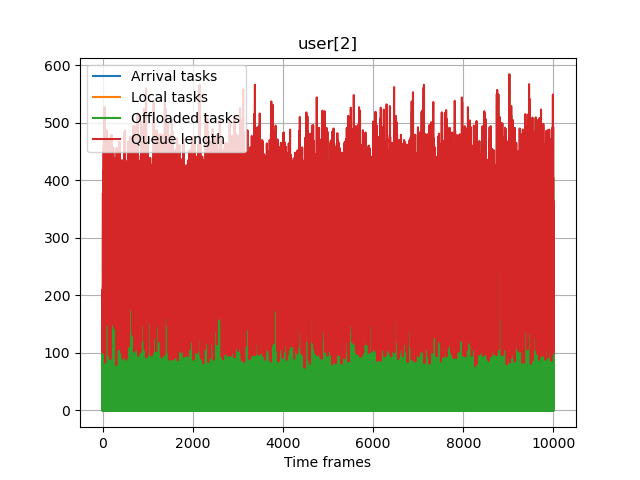 user[2]
600
500
400
300
200
100
0
Arrival tasks
Local tasks
Offloaded tasks
Queue length
0 2000 4000 6000 8000 10000
Time frames